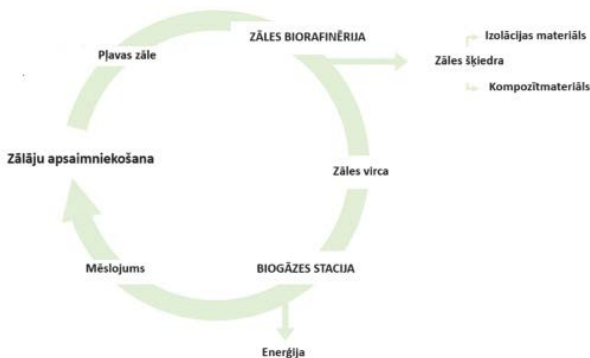 ZĀLES BIORAFINĒRIJA
Izolācijas materiāls
Pļavas zāle
Zāles šķiedra
Kompozītmateriāls
Zālāju apsaimniekošana
Zāles virca
Mēslojums
BIOGĀZES STACIJA
Enerģija